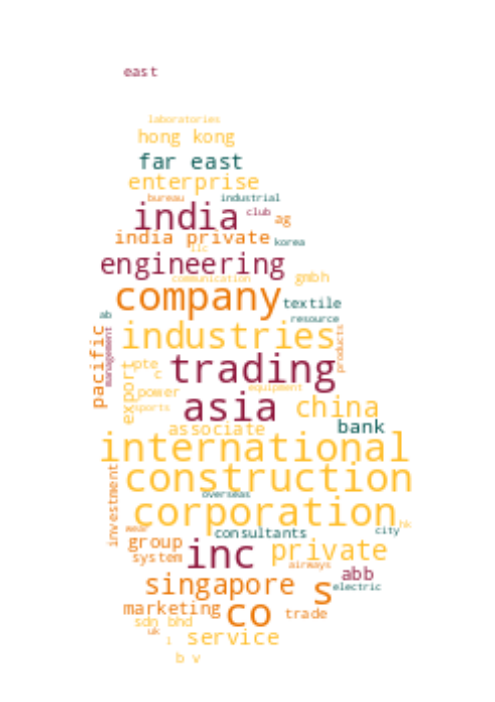 east
laboratories
hong kong
far east
enterprise
bureau industrial
india club ag
india private korea
llc
engineering
communication gmbh
company textile
ab resource
industries
pacific management products
pte trading
c
export power equipment
sports asia china
associate bank
international
construction
investment overseas
corporation
wear consultants city hk
group inc private
system airways
abb
singapore s electric
marketing co trade
sdn bhd
uk i service
b v